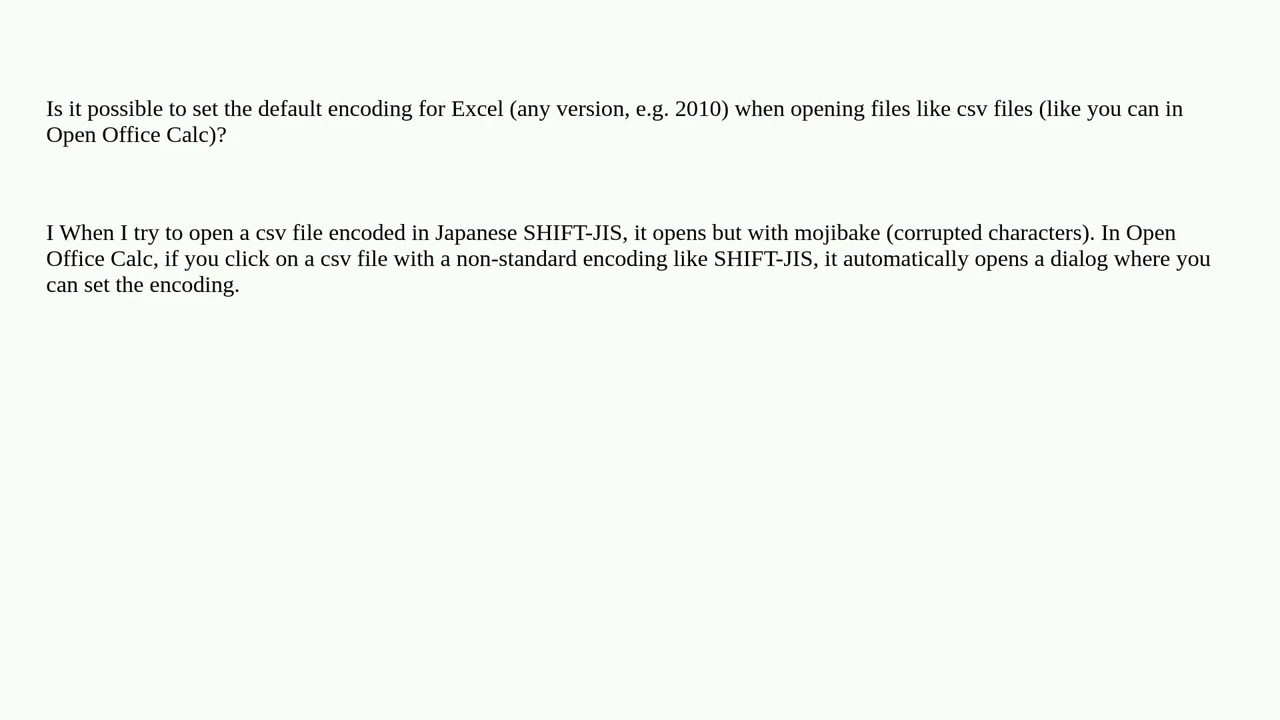 Is it possible to set the default encoding for Excel (any version, e.g. 2010) when opening files like csv files (like you can in
Open Office Calc)?
I When I try to open a csv file encoded in Japanese SHIFT-JIS, it opens but with mojibake (corrupted characters). In Open
Office Calc, if you click on a csv file with a non-standard encoding like SHIFT-JIS, it automatically opens a dialog where you
can set the encoding.